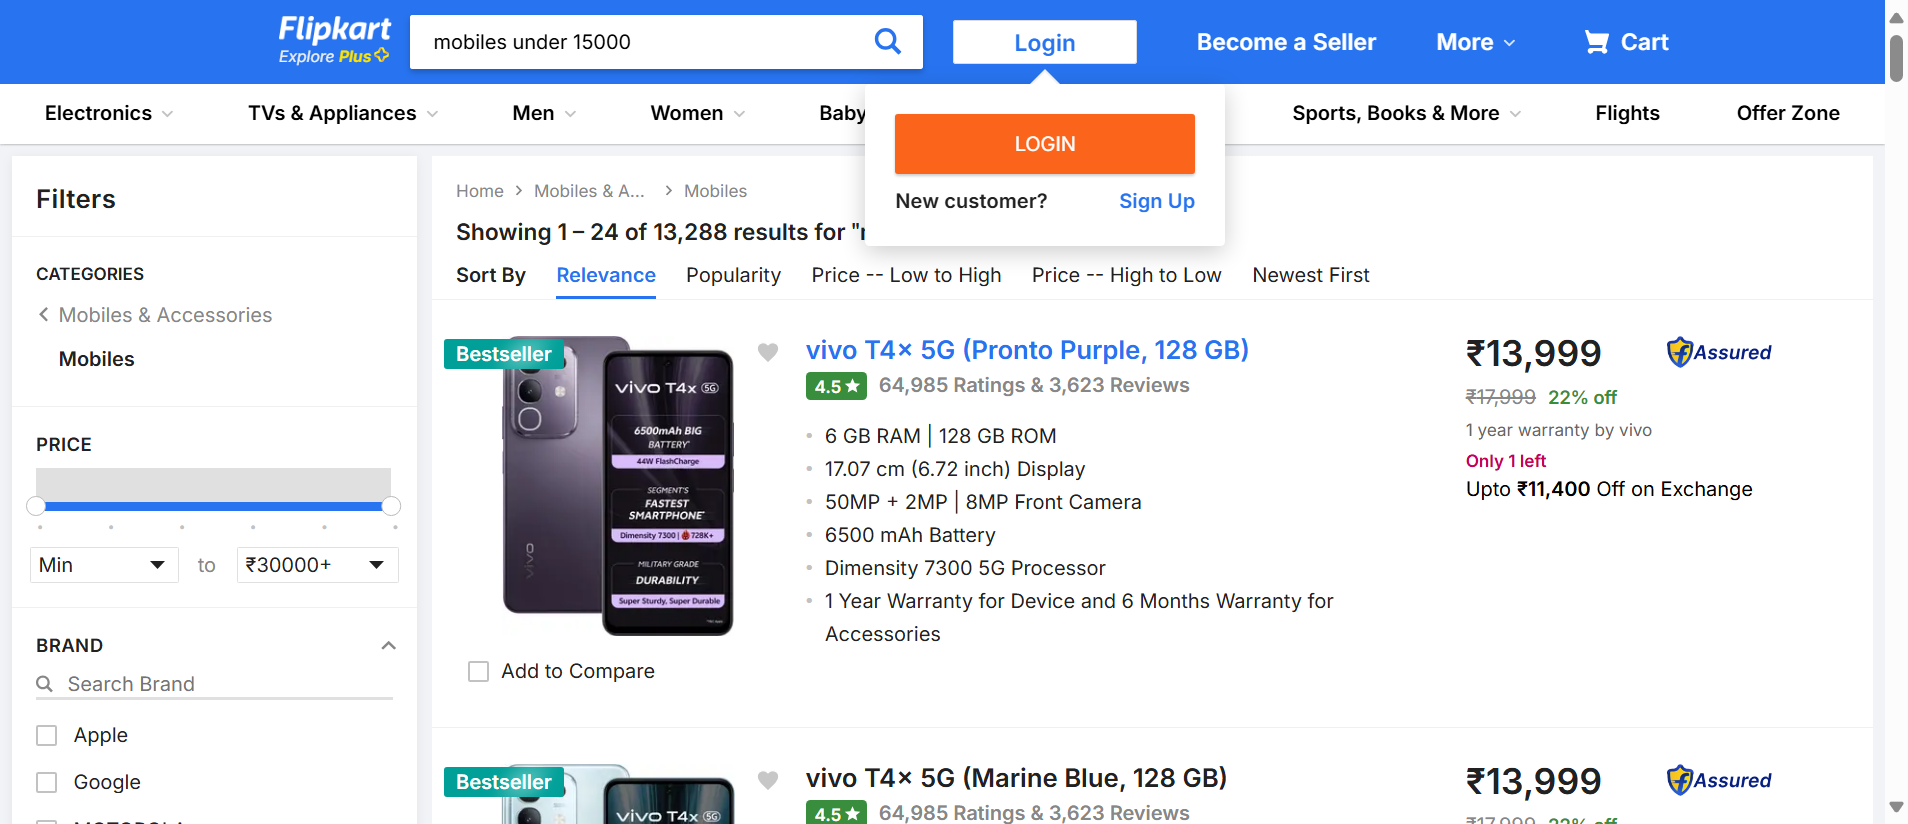 Flipkart
Explore Plus
mobiles under 15000
Login
Become a Seller
More
Cart
Electronics
TVs & Appliances
Men
Women
Baby
Sports, Books & More
Flights
Offer Zone
LOGIN
New customer?
Sign Up
Filters
CATEGORIES
Mobiles & Accessories
Mobiles
PRICE
Min
to
₹30000+
BRAND
Search Brand
Apple
Google
MOTOROLA
Home
Mobiles & A...
Mobiles
Showing 1 – 24 of 13,288 results for "
Sort By
Relevance
Popularity
Price -- Low to High
Price -- High to Low
Newest First
Bestseller
vivo T4x 5G
6500mAh BIG
BATTERY*
44W FlashCharge
SEGMENT'S
FASTEST
SMARTPHONE*
Dimensity 7300 | 728K+
MILITARY GRADE
DURABILITY
Super Sturdy, Super Durable
vivo
Add to Compare
vivo T4x 5G (Pronto Purple, 128 GB)
4.5★
64,985 Ratings & 3,623 Reviews
6 GB RAM | 128 GB ROM
17.07 cm (6.72 inch) Display
50MP + 2MP | 8MP Front Camera
6500 mAh Battery
Dimensity 7300 5G Processor
1 Year Warranty for Device and 6 Months Warranty for
Accessories
₹13,999
Assured
₹17,999 22% off
1 year warranty by vivo
Only 1 left
Upto ₹11,400 Off on Exchange
Bestseller
vivo T4x 5G
vivo T4x 5G (Marine Blue, 128 GB)
4.5★
64,985 Ratings & 3,623 Reviews
₹13,999
Assured
₹17,999 22% off